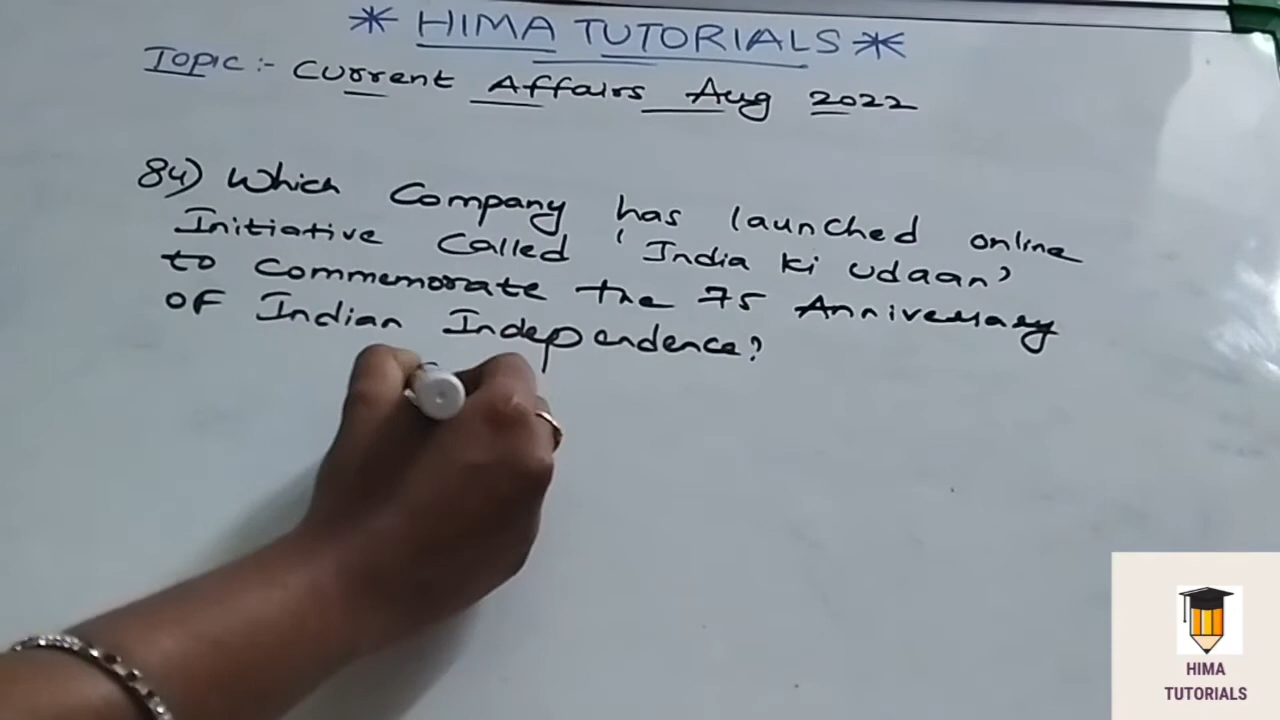 * HIMA TUTORIALS *
Topic:- Current Affairs Aug 2022
84) Which Company has launched online
Initiative called 'India ki udaan'
to commemorate the 75 Anniversary
OF Indian Independence?
HIMA
TUTORIALS